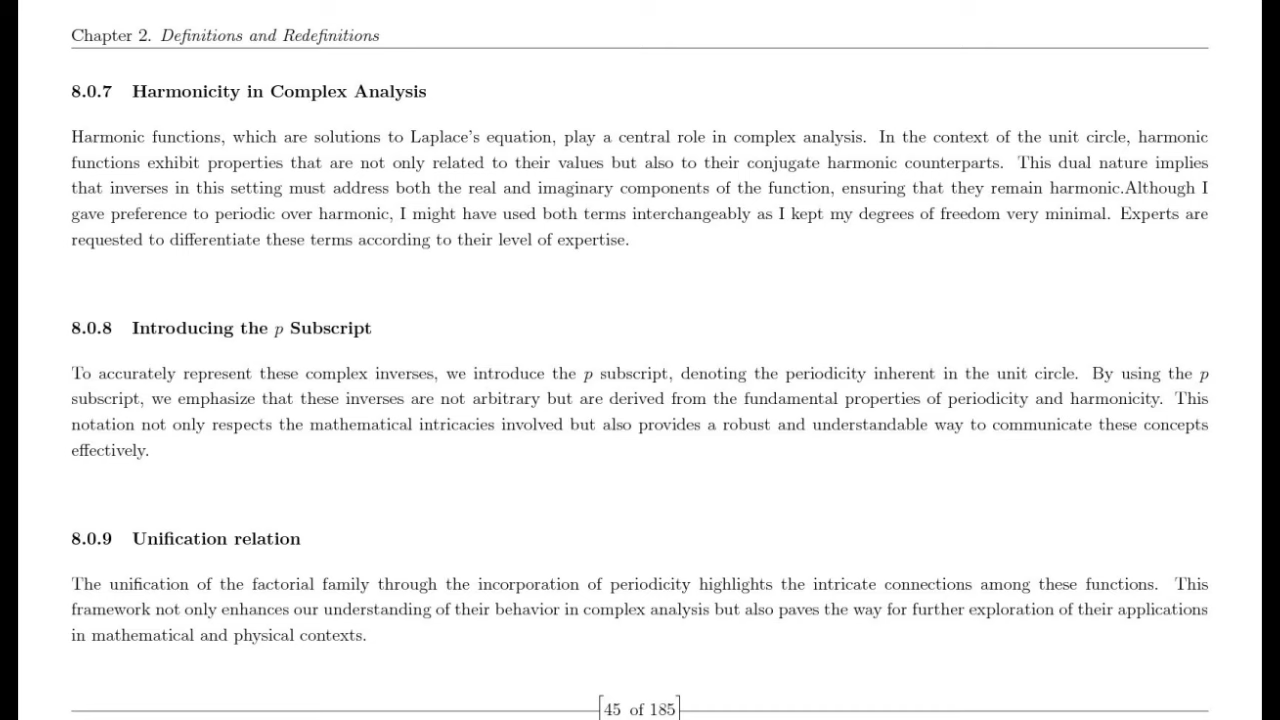 Chapter 2. Definitions and Redefinitions
8.0.7 Harmonicity in Complex Analysis
Harmonic functions, which are solutions to Laplace's equation, play a central role in complex analysis. In the context of the unit circle, harmonic
functions exhibit properties that are not only related to their values but also to their conjugate harmonic counterparts. This dual nature implies
that inverses in this setting must address both the real and imaginary components of the function, ensuring that they remain harmonic.Although I
gave preference to periodic over harmonic, I might have used both terms interchangeably as I kept my degrees of freedom very minimal. Experts are
requested to differentiate these terms according to their level of expertise.
8.0.8 Introducing the p Subscript
To accurately represent these complex inverses, we introduce the p subscript, denoting the periodicity inherent in the unit circle. By using the p
subscript, we emphasize that these inverses are not arbitrary but are derived from the fundamental properties of periodicity and harmonicity. This
notation not only respects the mathematical intricacies involved but also provides a robust and understandable way to communicate these concepts
effectively.
8.0.9 Unification relation
The unification of the factorial family through the incorporation of periodicity highlights the intricate connections among these functions. This
framework not only enhances our understanding of their behavior in complex analysis but also paves the way for further exploration of their applications
in mathematical and physical contexts.
45 of 185